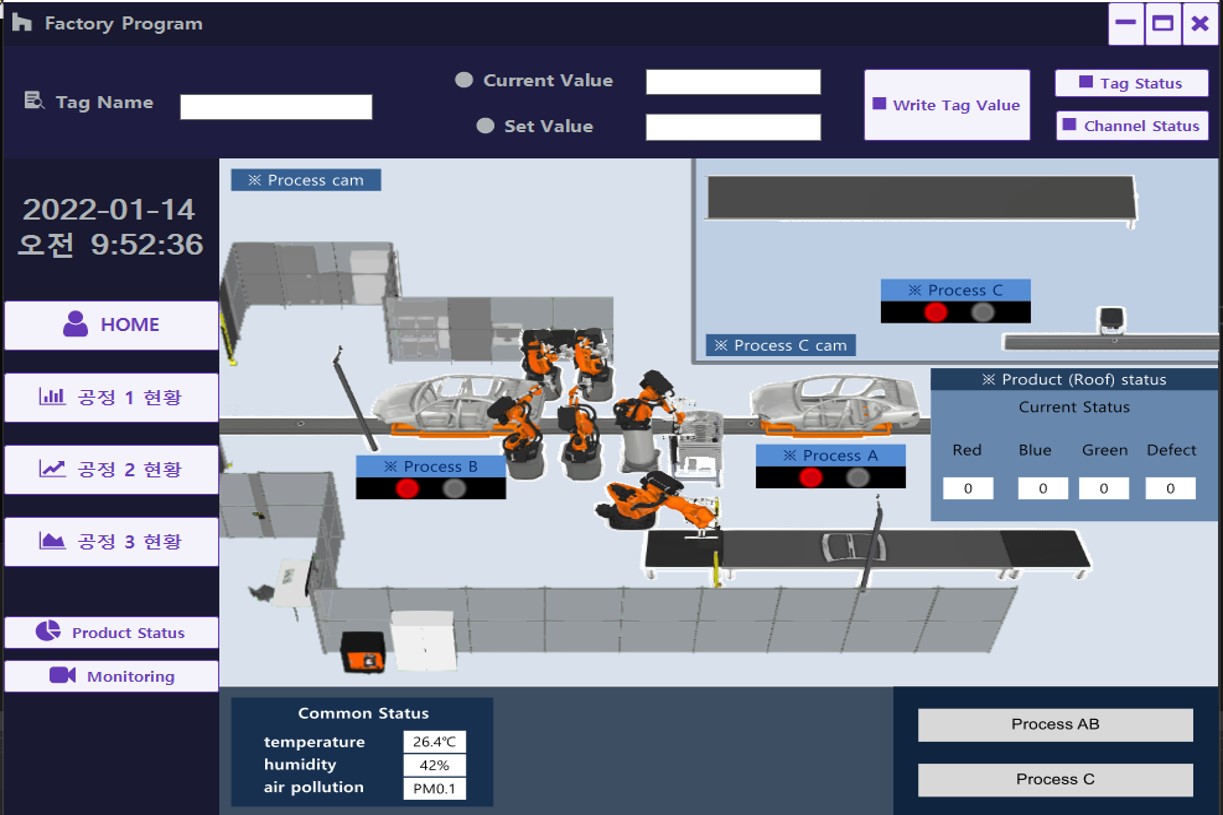 Factory Program
Tag Name
Current Value
Set Value
Write Tag Value
Tag Status
Channel Status
2022-01-14
오전 9:52:36
HOME
공정 1 현황
공정 2 현황
공정 3 현황
Product Status
Monitoring
※ Process cam
※ Process C
※ Process C cam
※ Process B
※ Process A
※ Product (Roof) status
Current Status
Red Blue Green Defect
0 0 0 0
Common Status
temperature 26.4℃
humidity 42%
air pollution PM0.1
Process AB
Process C